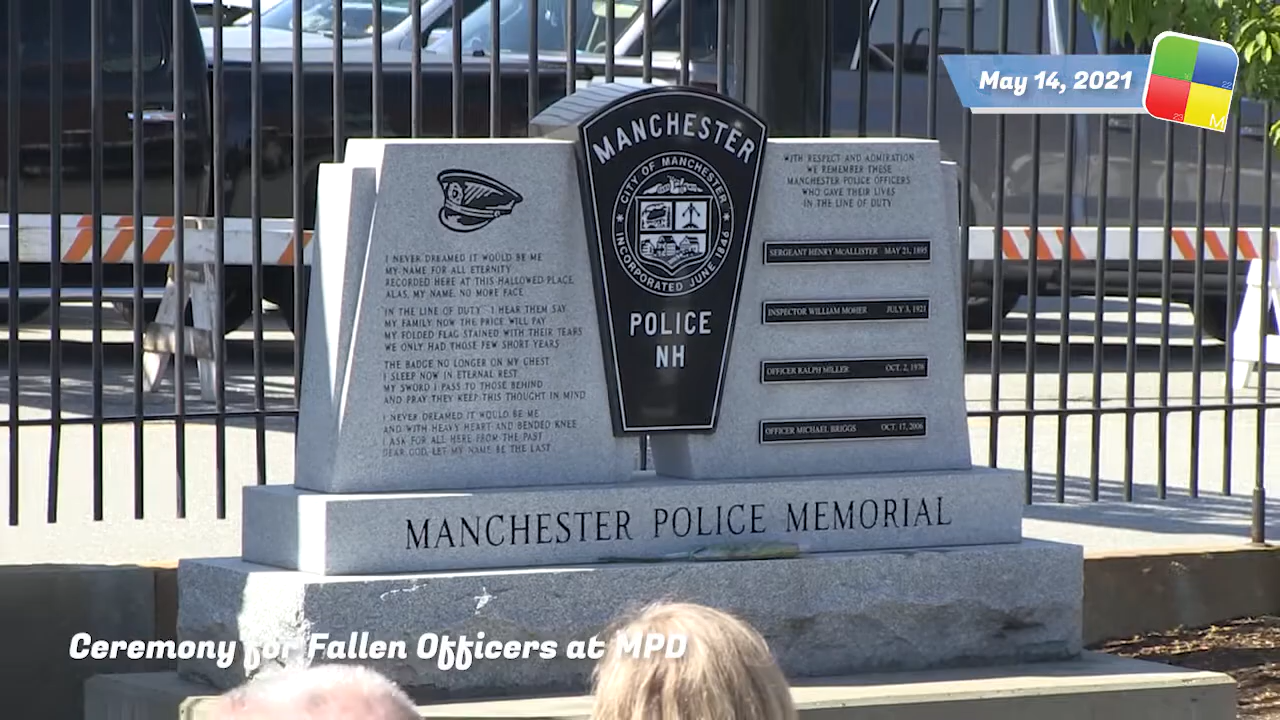 May 14, 2021
MANCHESTER
CITY OF MANCHESTER
INCORPORATED JUNE 1846
POLICE
NH
I NEVER DREAMED IT WOULD BE ME
MY NAME FOR ALL ETERNITY
RECORDED HERE AT THIS HALLOWED PLACE,
ALAS, MY NAME, NO MORE FACE
"IN THE LINE OF DUTY" I HEAR THEM SAY
MY FAMILY NOW THE PRICE WILL PAY
MY FOLDED FLAG STAINED WITH THEIR TEARS
WE ONLY HAD THOSE FEW SHORT YEARS
THE BADGE NO LONGER ON MY CHEST
I SLEEP NOW IN ETERNAL REST
MY SWORD I PASS TO THOSE BEHIND
AND PRAY THEY KEEP THIS THOUGHT IN MIND
I NEVER DREAMED IT WOULD BE ME
AND WITH HEAVY HEART AND BENDED KNEE
I ASK FOR ALL HERE FROM THE PAST
DEAR GOD, LET MY NAME BE THE LAST
WITH RESPECT AND ADMIRATION
WE REMEMBER THESE
MANCHESTER POLICE OFFICERS
WHO GAVE THEIR LIVES
IN THE LINE OF DUTY
SERGEANT HENRY McALLISTER MAY 21, 1895
INSPECTOR WILLIAM MOHER JULY 3, 1921
OFFICER RALPH MILLER OCT. 2, 1976
OFFICER MICHAEL BRIGGS OCT. 17, 2006
MANCHESTER POLICE MEMORIAL
Ceremony for Fallen Officers at MPD
22
23
M